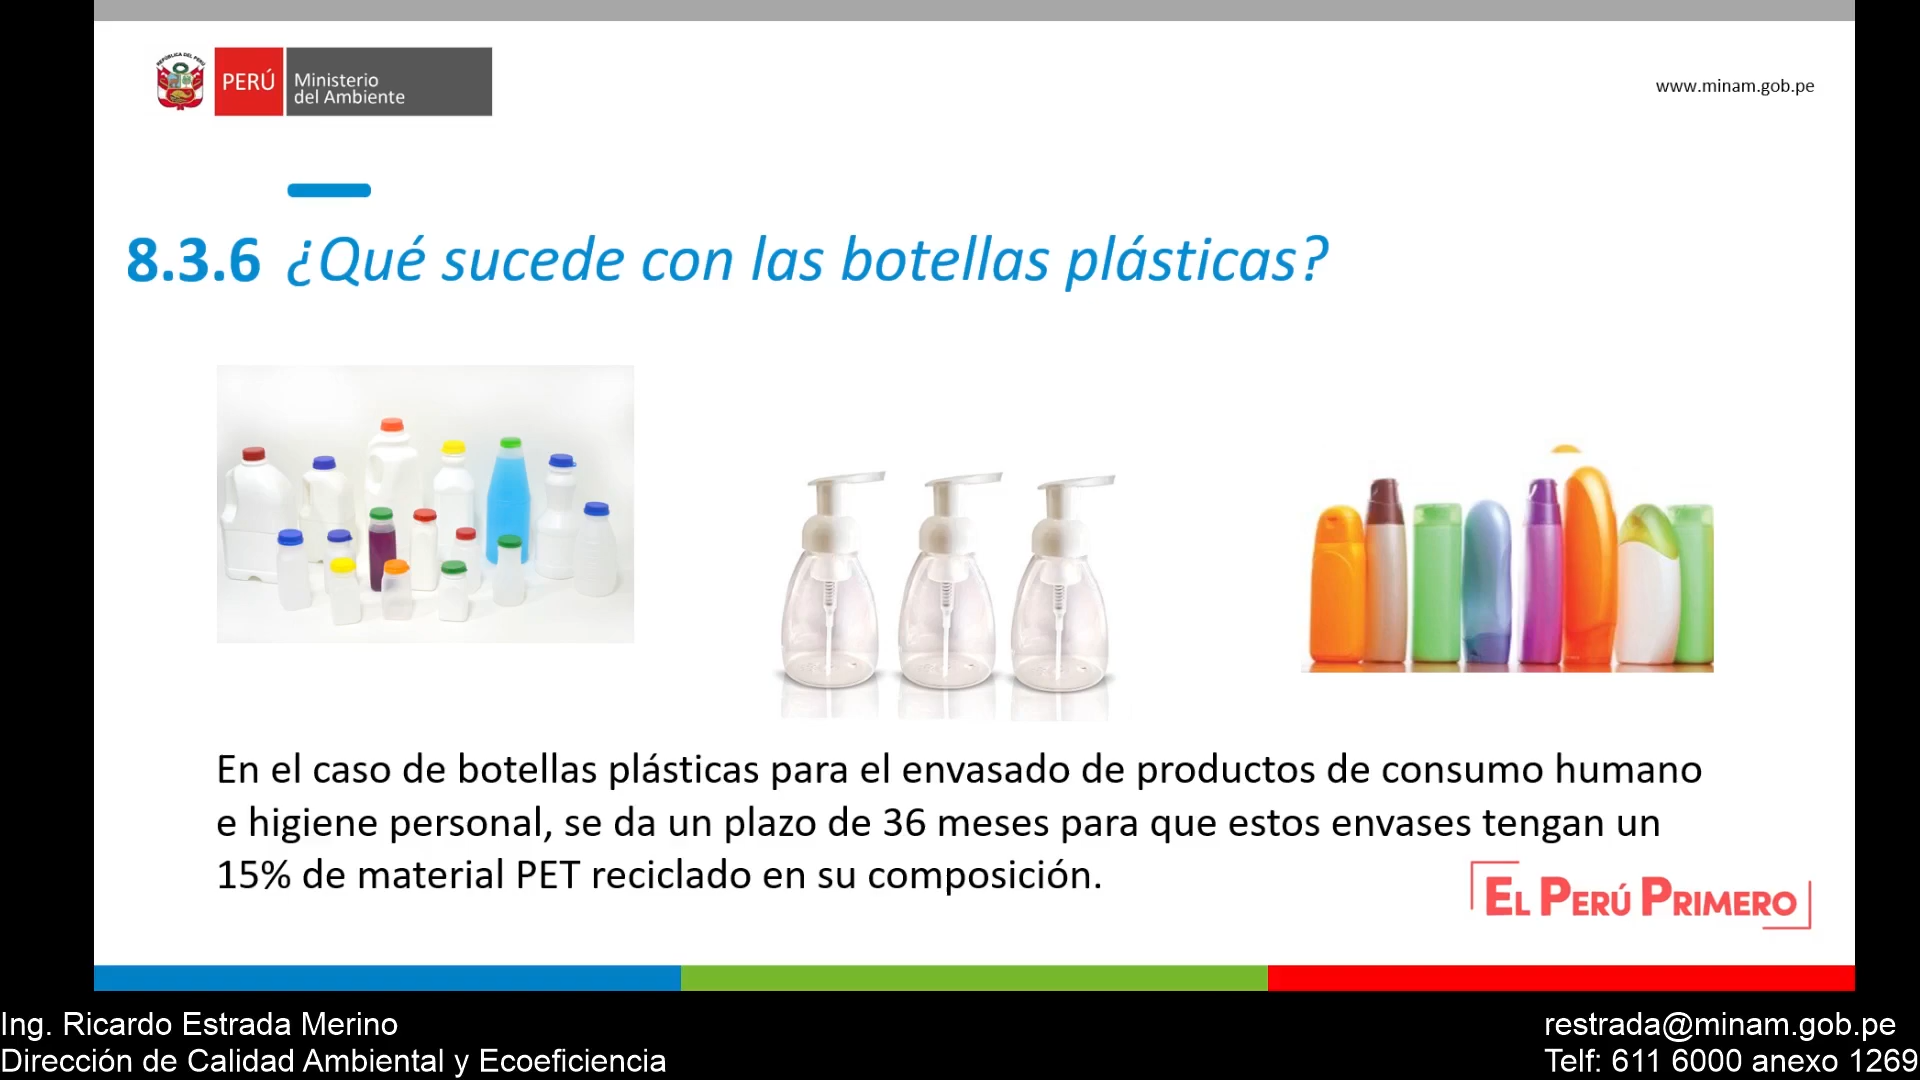 REPÚBLICA DEL PERÚ
PERÚ
Ministerio
del Ambiente
www.minam.gob.pe
8.3.6 ¿Qué sucede con las botellas plásticas?
En el caso de botellas plásticas para el envasado de productos de consumo humano
e higiene personal, se da un plazo de 36 meses para que estos envases tengan un
15% de material PET reciclado en su composición.
EL PERÚ PRIMERO
Ing. Ricardo Estrada Merino
Dirección de Calidad Ambiental y Ecoeficiencia
restrada@minam.gob.pe
Telf: 611 6000 anexo 1269